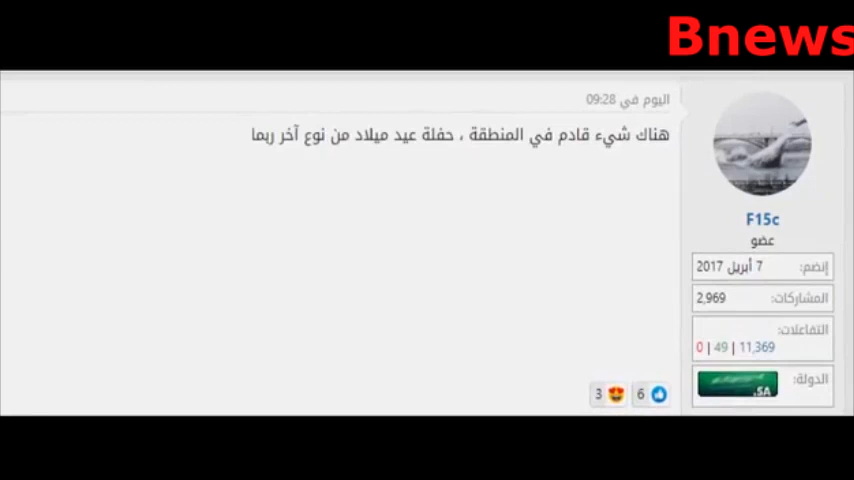 Bnews
اليوم في 09:28
هناك شيء قادم في المنطقة ، حفلة عيد ميلاد من نوع آخر ربما
F15c
عضو
إنضم: 7 أبريل 2017
المشاركات: 2,969
التفاعلات:
11,369 | 49 | 0
الدولة: .SA
6 3